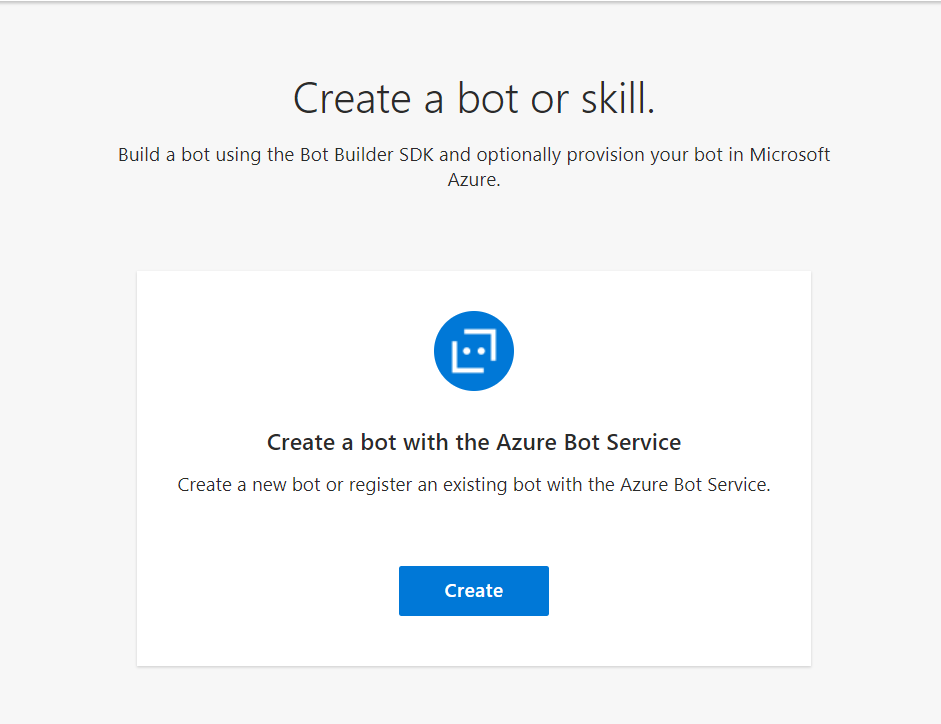 Create a bot or skill.
Build a bot using the Bot Builder SDK and optionally provision your bot in Microsoft
Azure.
Create a bot with the Azure Bot Service
Create a new bot or register an existing bot with the Azure Bot Service.
Create